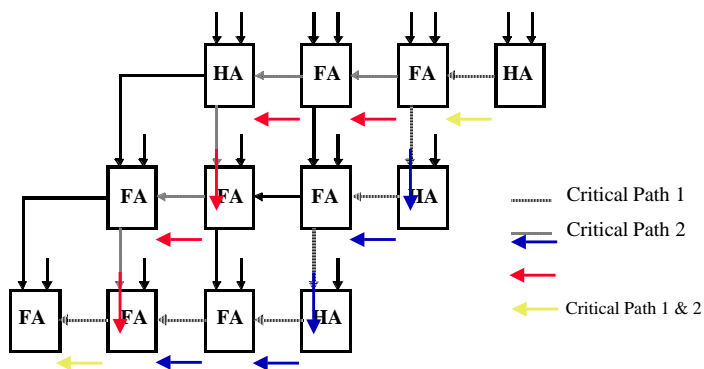 HA FA FA HA
FA FA FA HA
Critical Path 1
Critical Path 2
FA FA FA HA
Critical Path 1 & 2